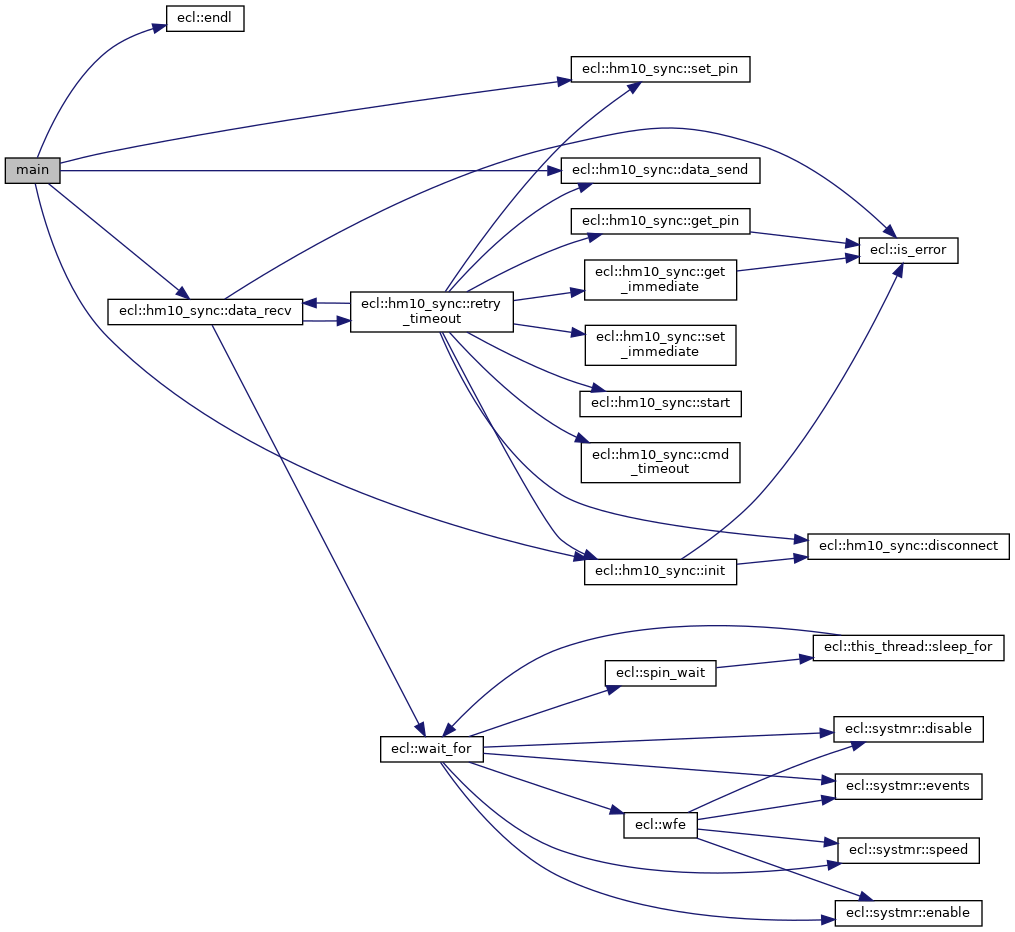 ecl::endl
ecl::hm10_sync::set_pin
main
ecl::hm10_sync::data_send
ecl::hm10_sync::get_pin
ecl::is_error
ecl::hm10_sync::get
_immediate
ecl::hm10_sync::data_recv
ecl::hm10_sync::retry
_timeout
ecl::hm10_sync::set
_immediate
ecl::hm10_sync::start
ecl::hm10_sync::cmd
_timeout
ecl::hm10_sync::disconnect
ecl::hm10_sync::init
ecl::this_thread::sleep_for
ecl::spin_wait
ecl::systmr::disable
ecl::wait_for
ecl::systmr::events
ecl::wfe
ecl::systmr::speed
ecl::systmr::enable